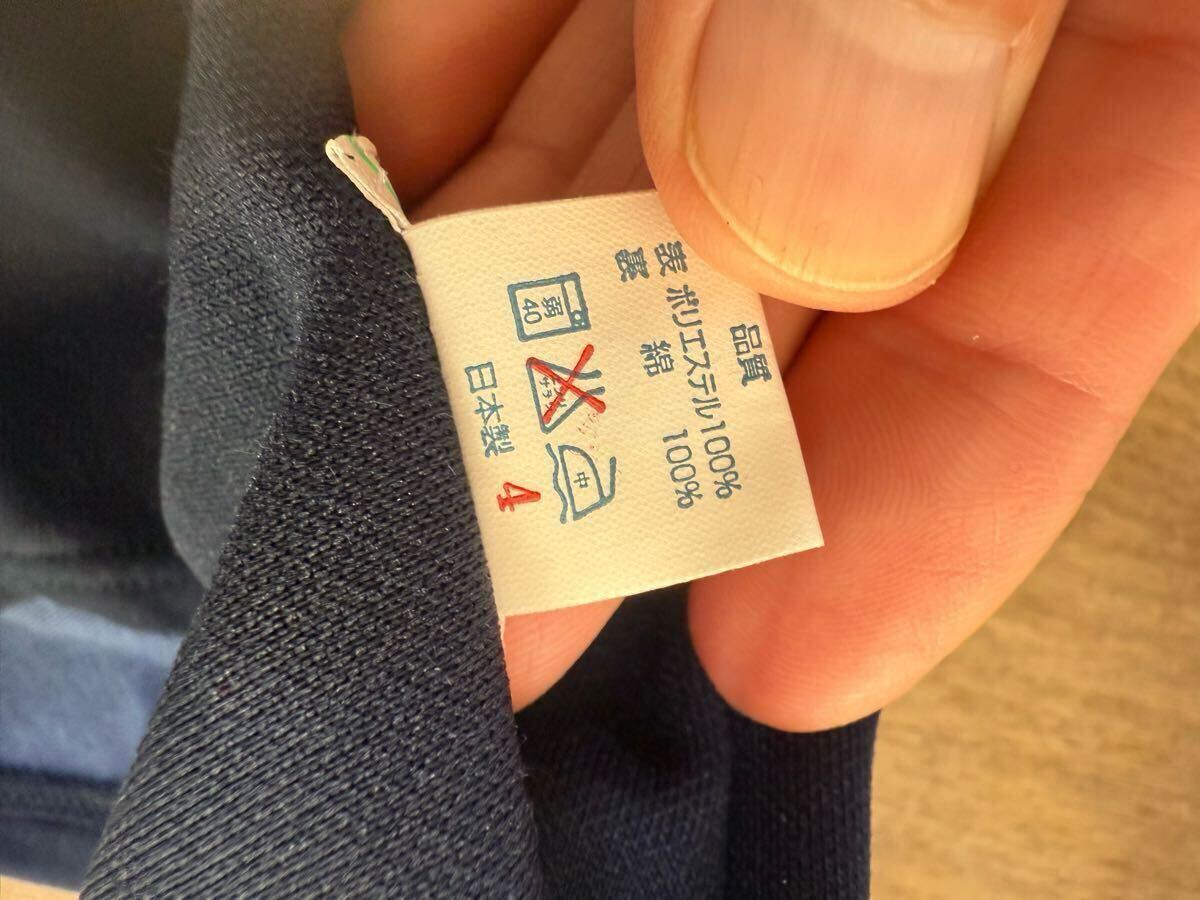 品質
表 ポリエステル100%
裏 綿 100%
弱
40
中
日本製 4